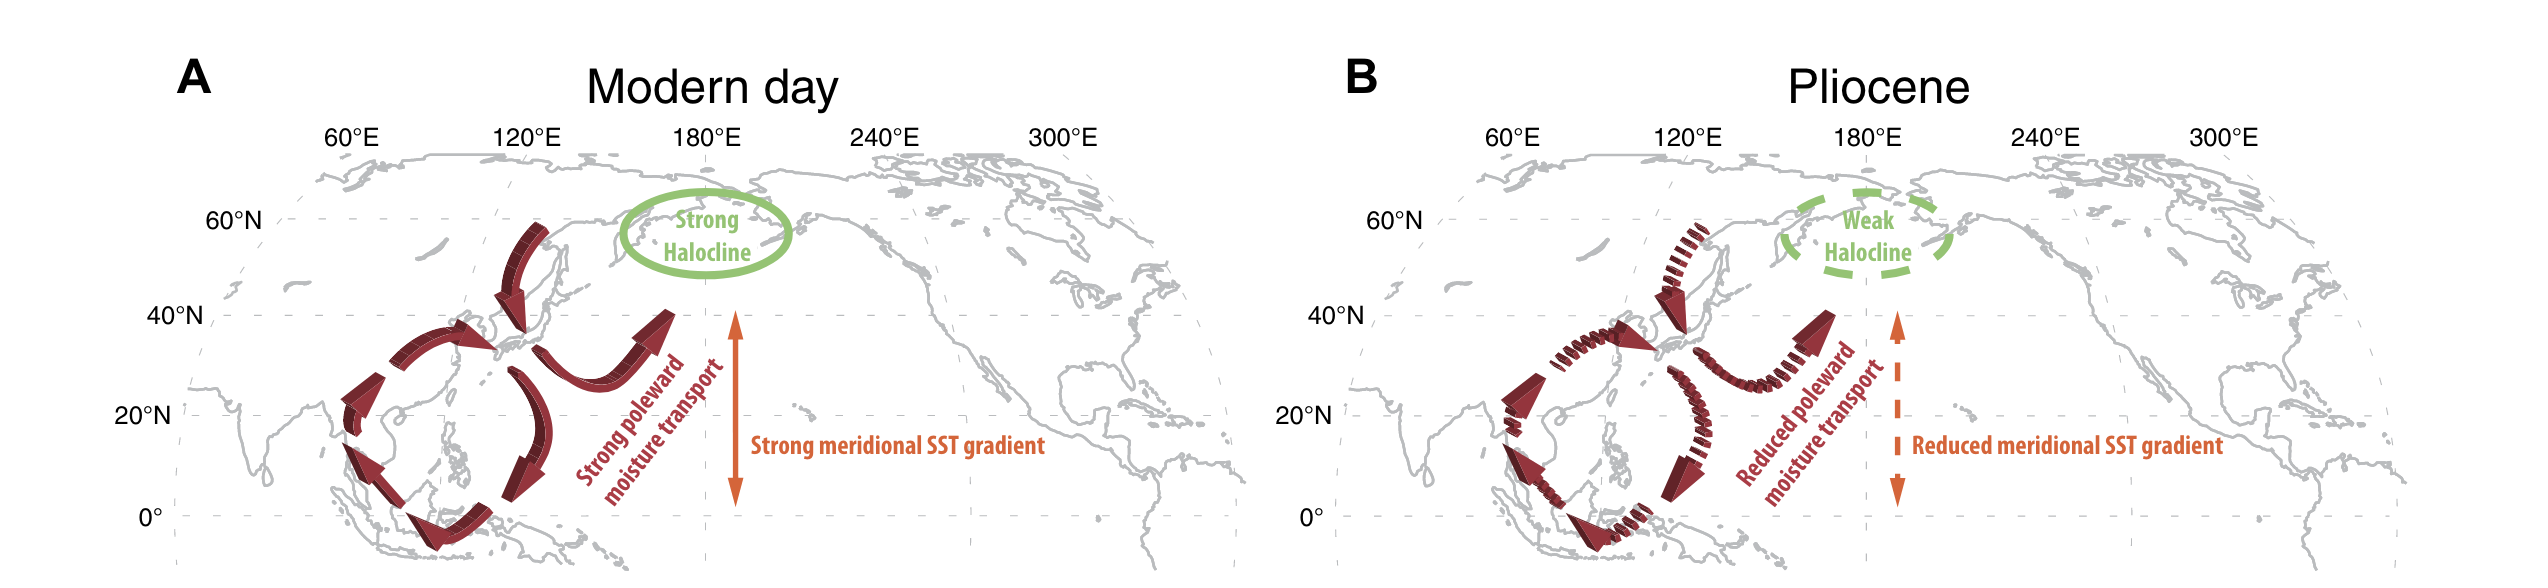 A
Modern day
60°E 120°E 180°E 240°E 300°E
60°N
40°N
20°N
0°
Strong
Halocline
Strong poleward
moisture transport
Strong meridional SST gradient
B
Pliocene
60°E 120°E 180°E 240°E 300°E
60°N
40°N
20°N
0°
Weak
Halocline
Reduced poleward
moisture transport
Reduced meridional SST gradient